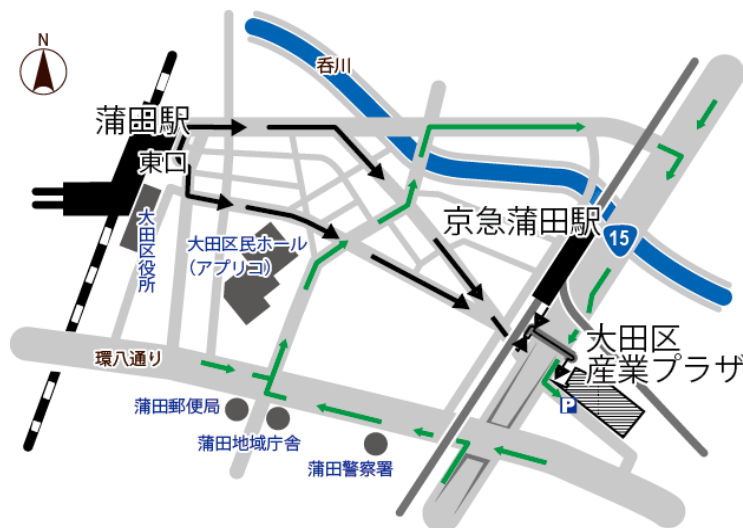 N
呑川
蒲田駅
東口
京急蒲田駅
15
大田区役所
大田区民ホール
（アプリコ）
大田区
産業プラザ
環八通り
P
蒲田郵便局
蒲田地域庁舎
蒲田警察署